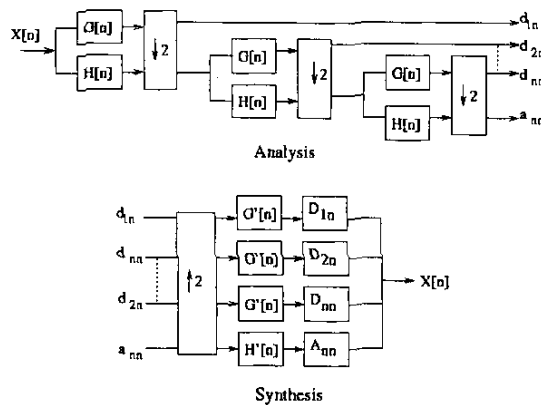 X[n]
G[n]
H[n]
↓2
G[n]
H[n]
↓2
G[n]
H[n]
↓2
d1n
d2n
dnn
ann
Analysis
d1n
dnn
d2n
ann
↑2
G'[n]
D1n
G'[n]
D2n
G'[n]
Dnn
H'[n]
Ann
X[n]
Synthesis